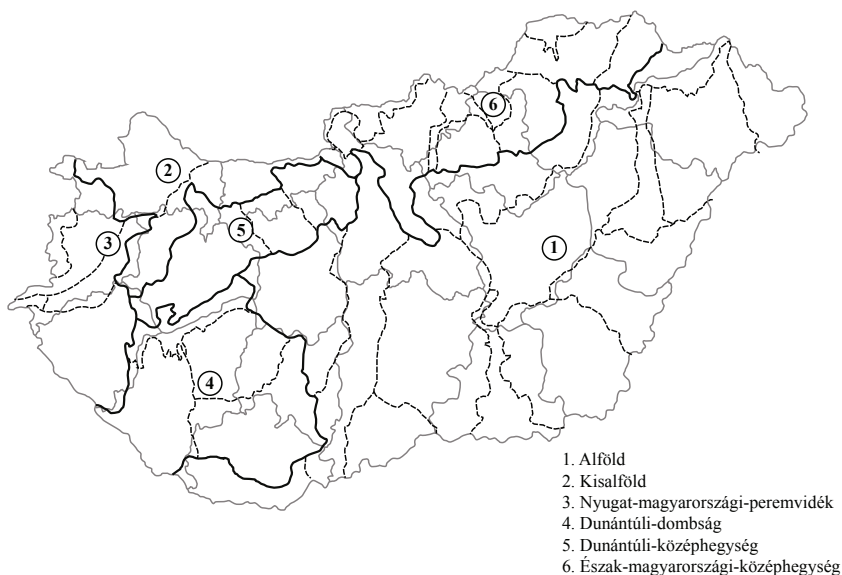 6
2
3
5
1
4
1. Alföld
2. Kisalföld
3. Nyugat-magyarországi-peremvidék
4. Dunántúli-dombság
5. Dunántúli-középhegység
6. Észak-magyarországi-középhegység